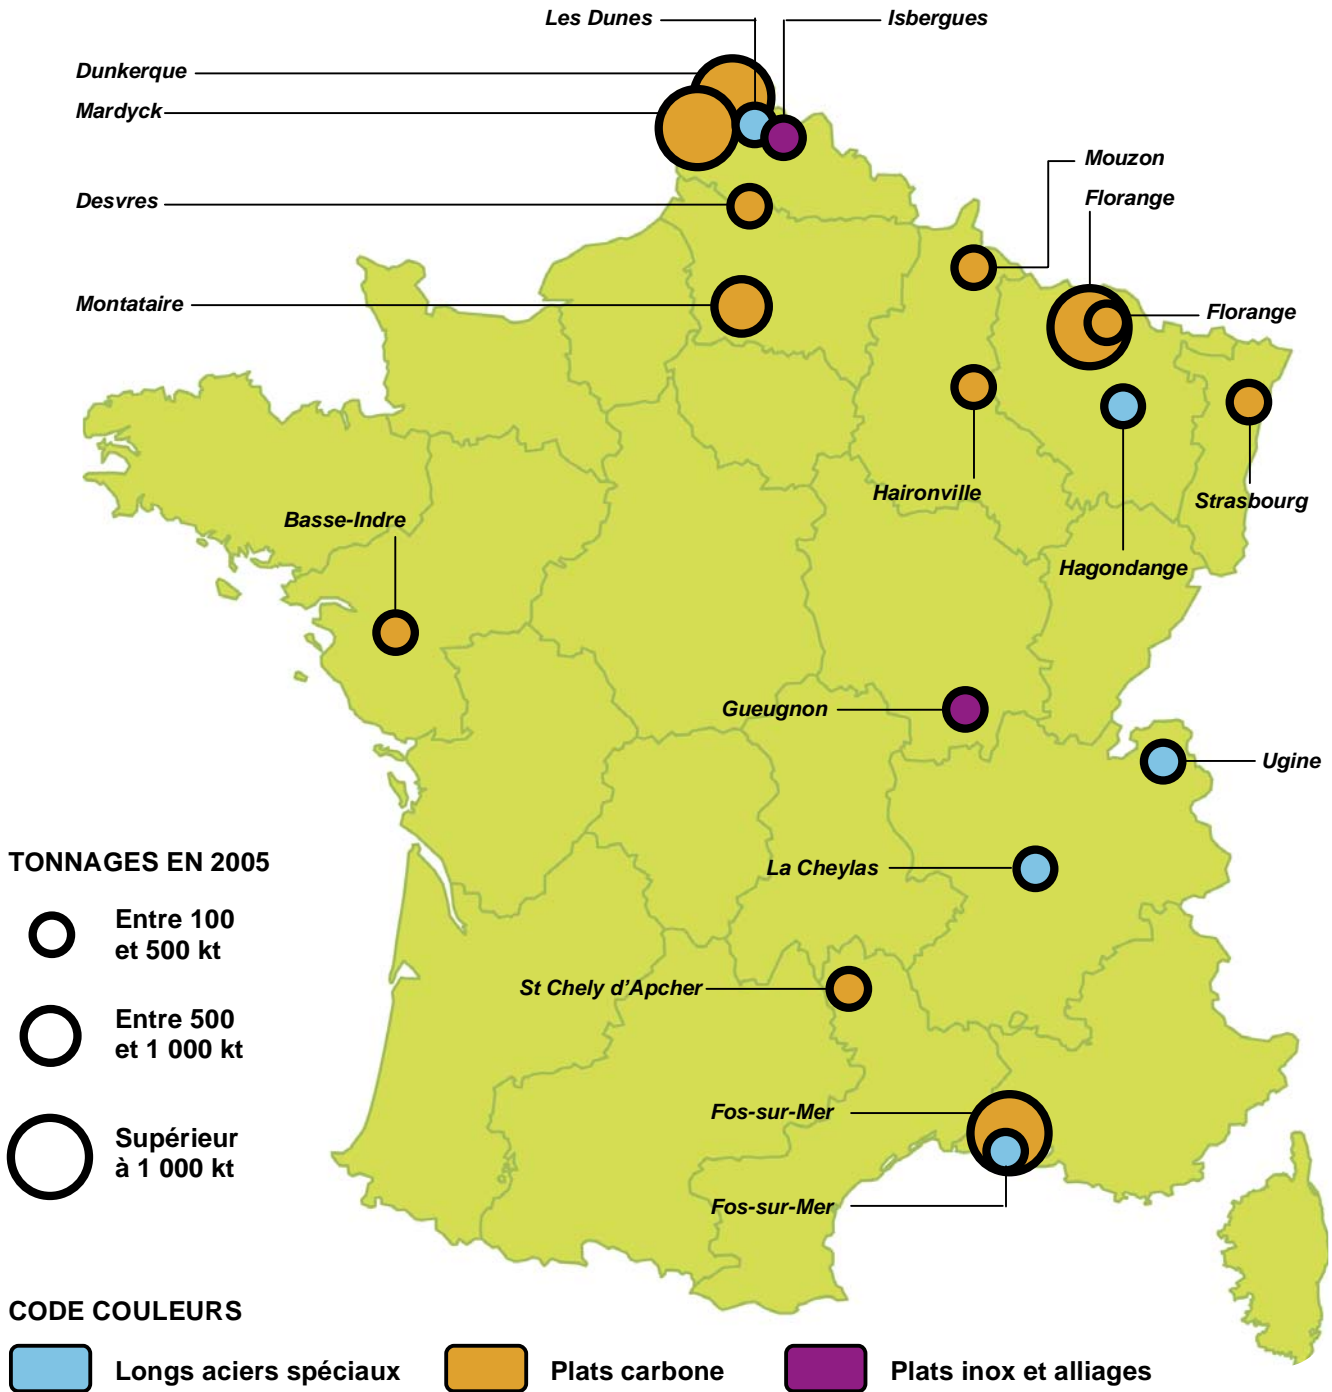 Les Dunes
Isbergues
Dunkerque
Mardyck
Mouzon
Desvres
Florange
Montataire
Florange
Haironville
Strasbourg
Basse-Indre
Hagondange
Gueugnon
Ugine
TONNAGES EN 2005
La Cheylas
Entre 100
et 500 kt
St Chely d'Apcher
Entre 500
et 1 000 kt
Fos-sur-Mer
Supérieur
à 1 000 kt
Fos-sur-Mer
CODE COULEURS
Longs aciers spéciaux
Plats carbone
Plats inox et alliages